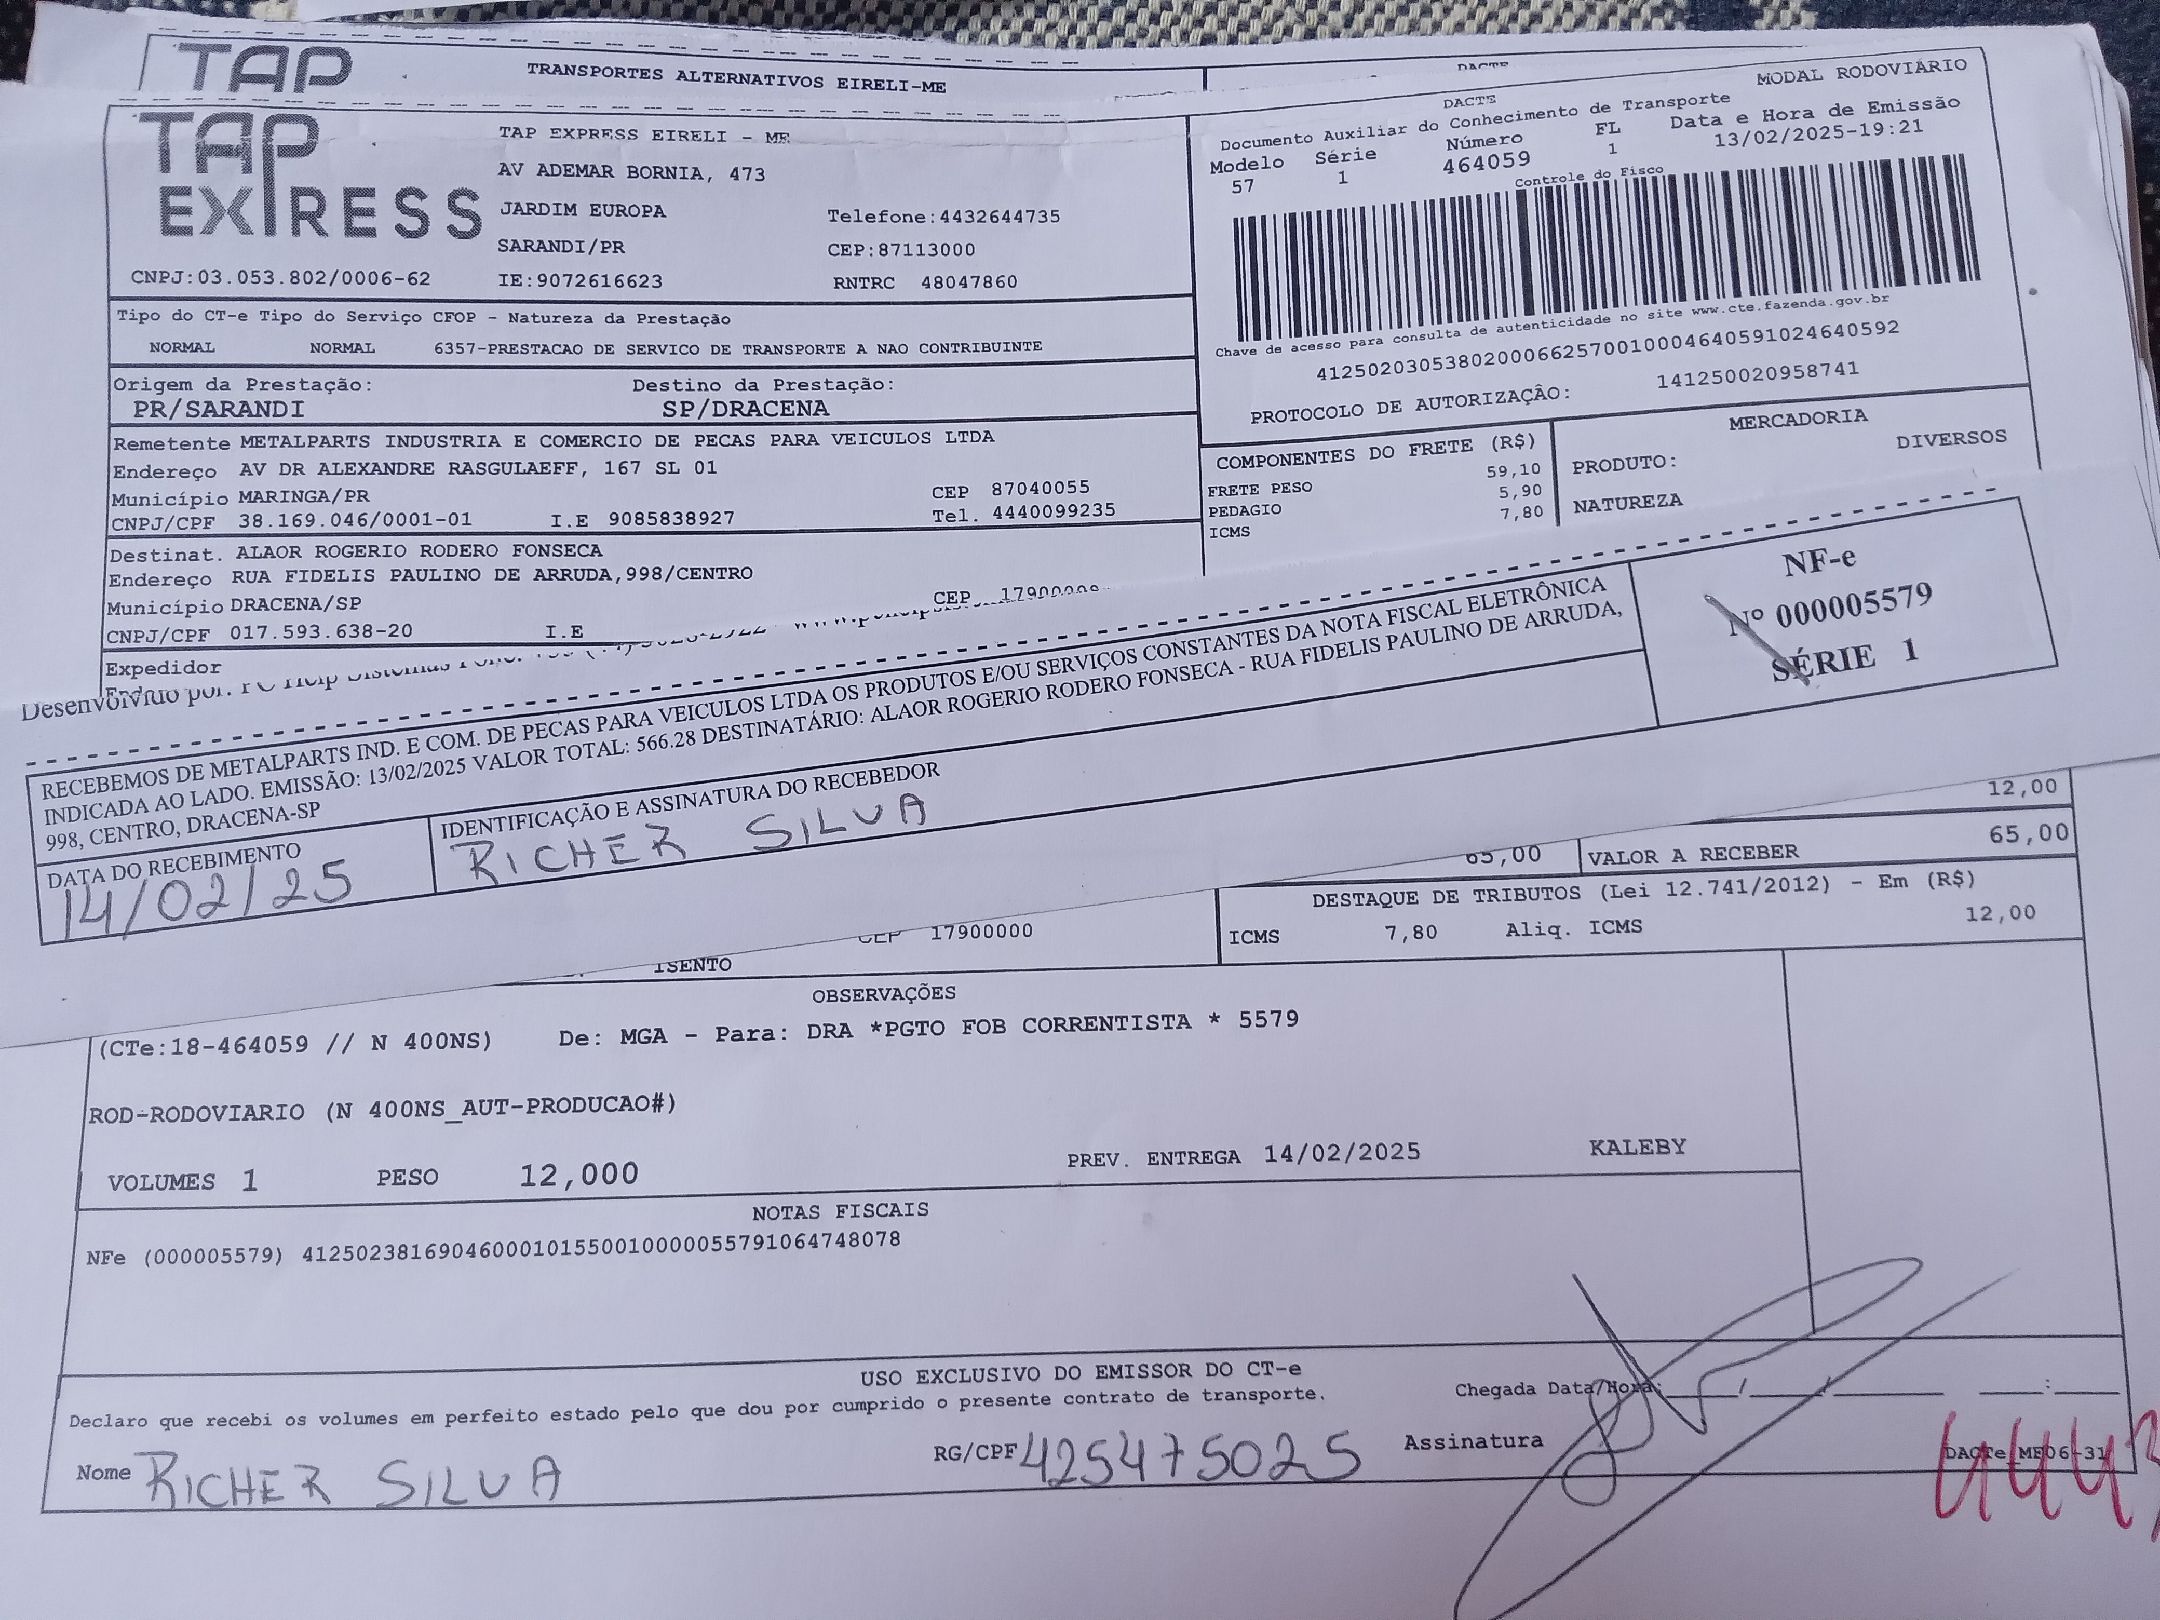 TAP
TRANSPORTES ALTERNATIVOS EIRELI-ME
DACTE
TAP EXPRESS
TAP EXPRESS EIRELI - ME
AV ADEMAR BORNIA, 473
JARDIM EUROPA Telefone:4432644735
SARANDI/PR CEP:87113000
CNPJ:03.053.802/0006-62 IE:9072616623 RNTRC 48047860
DACTE MODAL RODOVIÁRIO
Documento Auxiliar do Conhecimento de Transporte
Modelo Série Número FL Data e Hora de Emissão
57 1 464059 1 13/02/2025-19:21
Controle do Fisco
Chave de acesso para consulta de autenticidade no site www.cte.fazenda.gov.br
41250203053802000662570010004640591024640592
PROTOCOLO DE AUTORIZAÇÃO: 141250020958741
Tipo do CT-e Tipo do Serviço CFOP - Natureza da Prestação
NORMAL NORMAL 6357-PRESTACAO DE SERVICO DE TRANSPORTE A NAO CONTRIBUINTE
Origem da Prestação: Destino da Prestação:
PR/SARANDI SP/DRACENA
Remetente METALPARTS INDUSTRIA E COMERCIO DE PECAS PARA VEICULOS LTDA
Endereço AV DR ALEXANDRE RASGULAEFF, 167 SL 01
Município MARINGA/PR CEP 87040055
CNPJ/CPF 38.169.046/0001-01 I.E 9085838927 Tel. 4440099235
COMPONENTES DO FRETE (R$)
FRETE PESO 59,10
PEDAGIO 5,90
ICMS 7,80
MERCADORIA
PRODUTO: DIVERSOS
NATUREZA
Destinat. ALAOR ROGERIO RODERO FONSECA
Endereço RUA FIDELIS PAULINO DE ARRUDA,998/CENTRO
Município DRACENA/SP CEP
CNPJ/CPF 017.593.638-20 I.E
Expedidor
Desenvolvido por:
RECEBEMOS DE METALPARTS IND. E COM. DE PECAS PARA VEICULOS LTDA OS PRODUTOS E/OU SERVIÇOS CONSTANTES DA NOTA FISCAL ELETRÔNICA
INDICADA AO LADO. EMISSÃO: 13/02/2025 VALOR TOTAL: 566.28 DESTINATÁRIO: ALAOR ROGERIO RODERO FONSECA - RUA FIDELIS PAULINO DE ARRUDA,
998, CENTRO, DRACENA-SP
NF-e
Nº 000005579
SÉRIE 1
DATA DO RECEBIMENTO
14/02/25
IDENTIFICAÇÃO E ASSINATURA DO RECEBEDOR
RICHER SILVA
12,00
65,00 VALOR A RECEBER 65,00
DESTAQUE DE TRIBUTOS (Lei 12.741/2012) - Em (R$)
ICMS 7,80 Aliq. ICMS 12,00
CEP 17900000
ISENTO
OBSERVAÇÕES
(CTe:18-464059 // N 400NS) De: MGA - Para: DRA *PGTO FOB CORRENTISTA * 5579
ROD-RODOVIARIO (N 400NS_AUT-PRODUCAO#)
VOLUMES 1 PESO 12,000 PREV. ENTREGA 14/02/2025 KALEBY
NOTAS FISCAIS
NFe (000005579) 41250238169046000101550010000055791064748078
USO EXCLUSIVO DO EMISSOR DO CT-e
Declaro que recebi os volumes em perfeito estado pelo que dou por cumprido o presente contrato de transporte.
Chegada Data/Hora: ____/____/____ ___:___
Nome RICHER SILVA RG/CPF 425475025 Assinatura
DACTe_ME06-31